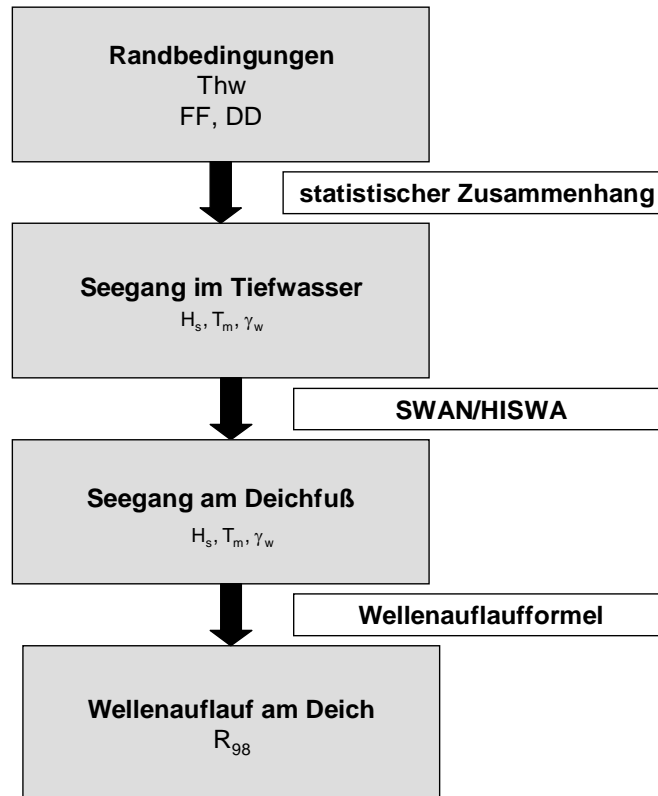 Randbedingungen
Thw
FF, DD
statistischer Zusammenhang
Seegang im Tiefwasser
Hs, Tm, γw
SWAN/HISWA
Seegang am Deichfuß
Hs, Tm, γw
Wellenauflaufformel
Wellenauflauf am Deich
R98